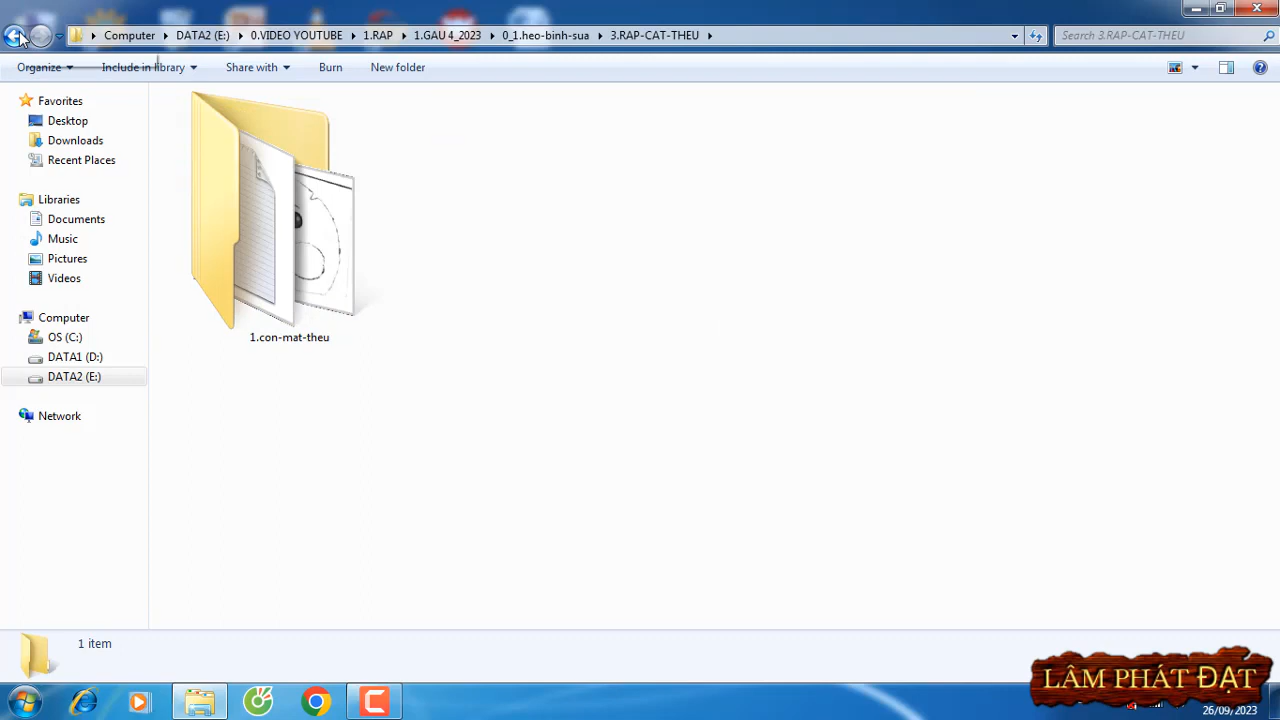 Computer DATA2 (E:) 0.VIDEO YOUTUBE 1.RAP 1.GAU 4_2023 0_1.heo-binh-sua 3.RAP-CAT-THEU
Search 3.RAP-CAT-THEU
Organize Include in library Share with Burn New folder
Favorites
Desktop
Downloads
Recent Places
Libraries
Documents
Music
Pictures
Videos
Computer
OS (C:)
DATA1 (D:)
DATA2 (E:)
Network
1.con-mat-theu
1 item
LÂM PHÁT ĐẠT
26/09/2023